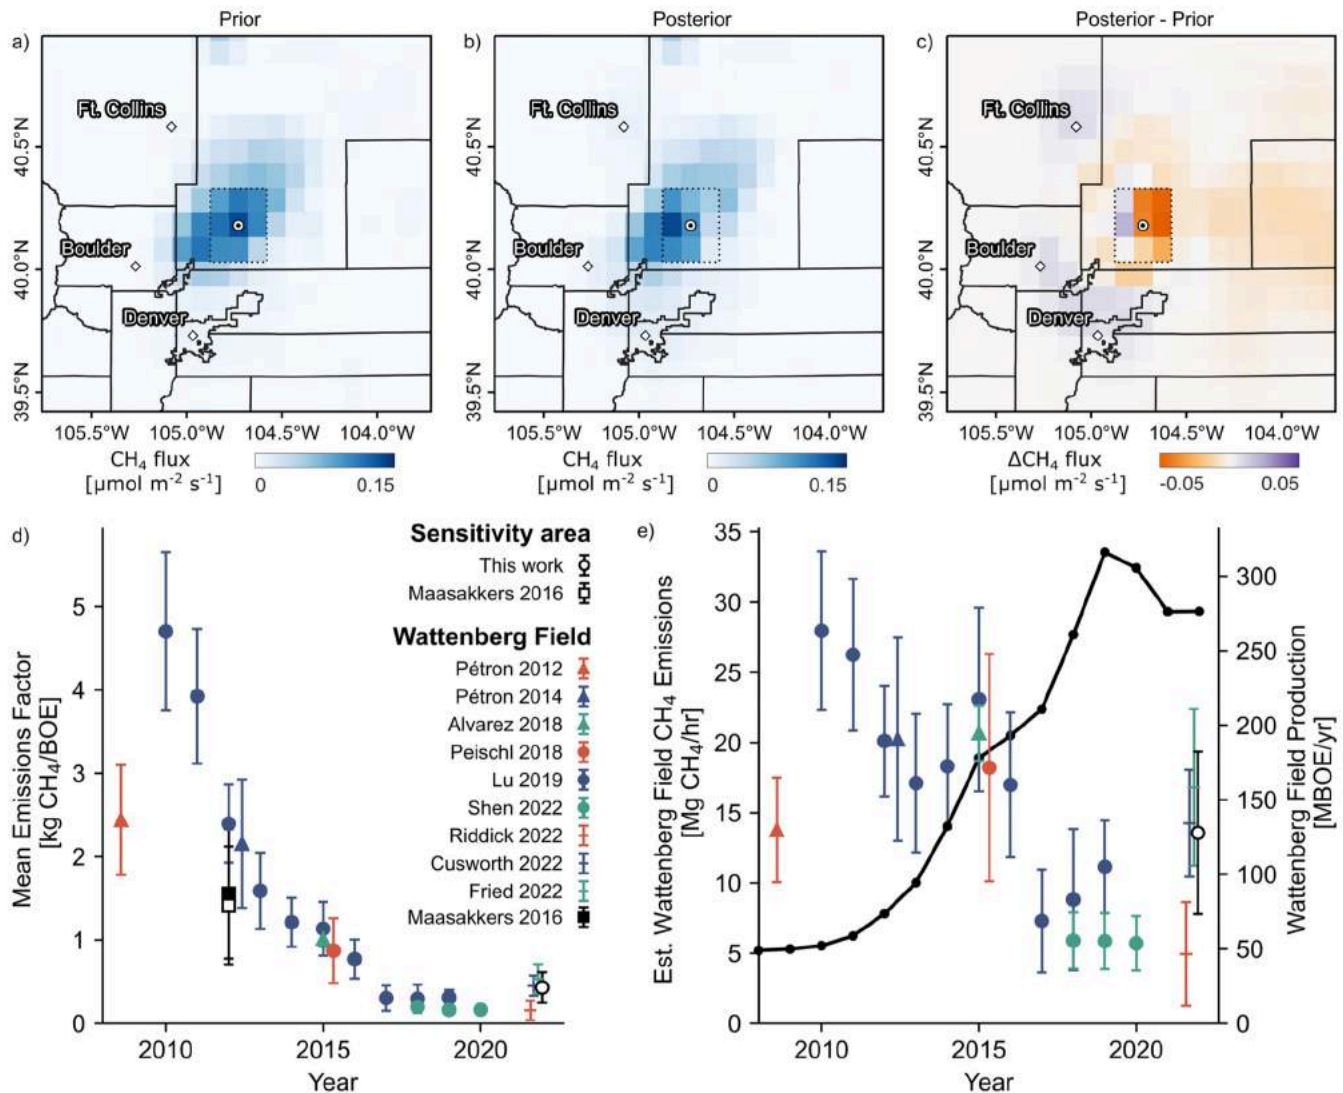 Prior
Posterior
Posterior - Prior
a)
b)
c)
Ft. Collins
Ft. Collins
Ft. Collins
Boulder
Boulder
Boulder
Denver
Denver
Denver
40.5°N
40.0°N
39.5°N
40.5°N
40.0°N
39.5°N
40.5°N
40.0°N
39.5°N
105.5°W 105.0°W 104.5°W 104.0°W
105.5°W 105.0°W 104.5°W 104.0°W
105.5°W 105.0°W 104.5°W 104.0°W
CH₄ flux
[µmol m⁻² s⁻¹]
0 0.15
CH₄ flux
[µmol m⁻² s⁻¹]
0 0.15
ΔCH₄ flux
[µmol m⁻² s⁻¹]
-0.05 0.05
d)
Mean Emissions Factor
[kg CH₄/BOE]
5
4
3
2
1
0
2010 2015 2020
Year
Sensitivity area
This work
Maasakkers 2016
Wattenberg Field
Pétron 2012
Pétron 2014
Alvarez 2018
Peischl 2018
Lu 2019
Shen 2022
Riddick 2022
Cusworth 2022
Fried 2022
Maasakkers 2016
e)
Est. Wattenberg Field CH₄ Emissions
[Mg CH₄/hr]
35
30
25
20
15
10
5
0
2010 2015 2020
Year
300
250
200
150
100
50
0
Wattenberg Field Production
[MBOE/yr]